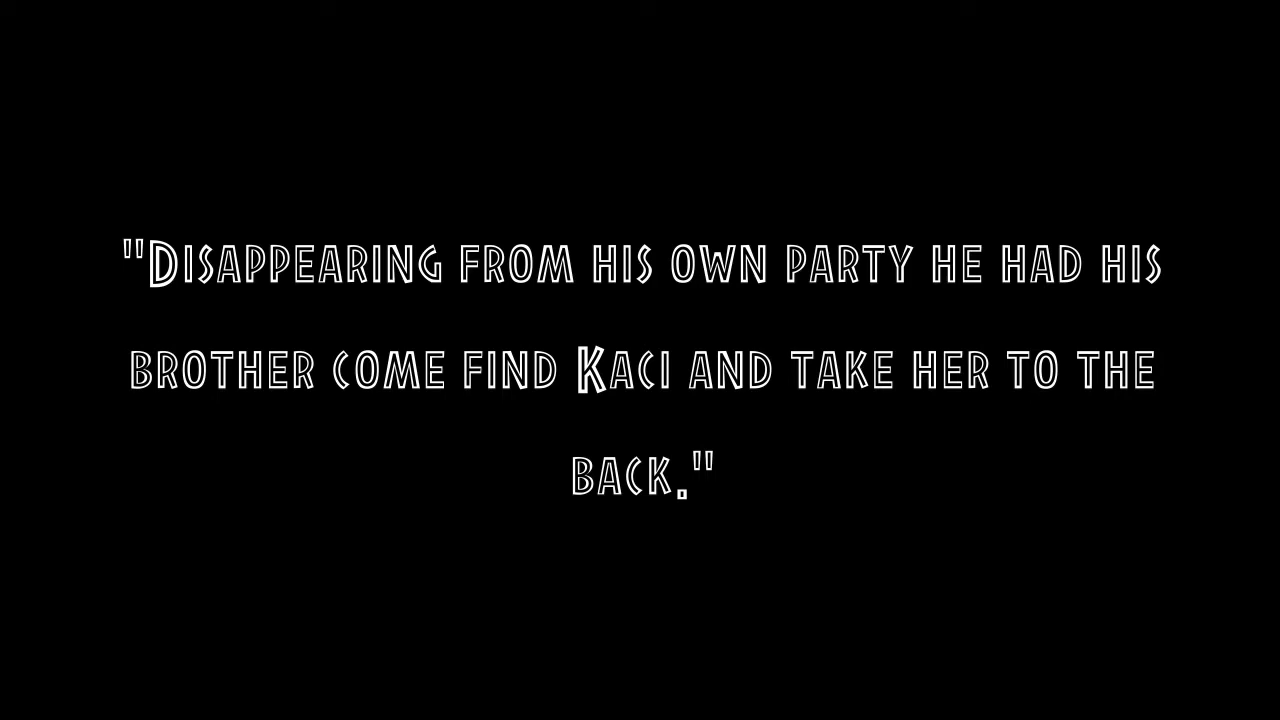 "Disappearing from his own party he had his
brother come find Kaci and take her to the
back."